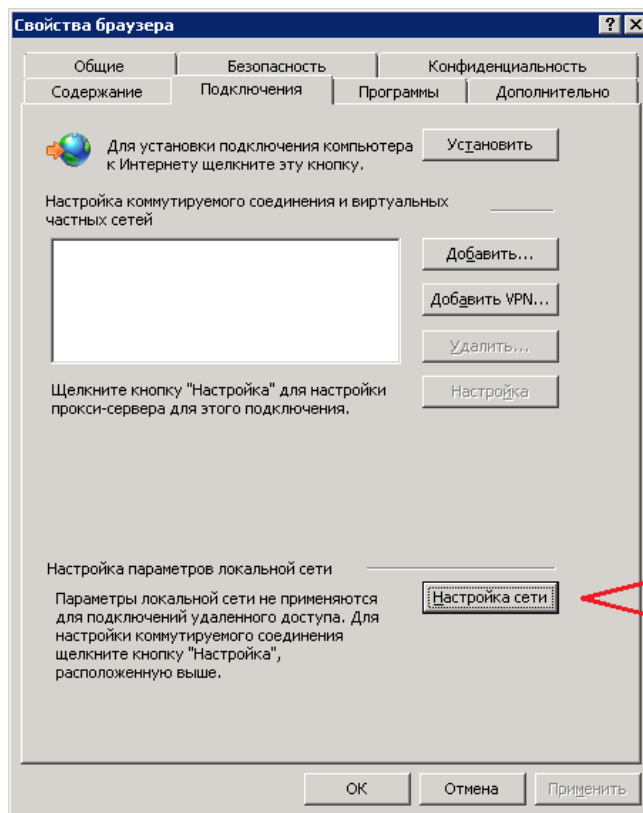 Свойства браузера
Общие Безопасность Конфиденциальность
Содержание Подключения Программы Дополнительно
Для установки подключения компьютера
к Интернету щелкните эту кнопку.
Установить
Настройка коммутируемого соединения и виртуальных
частных сетей
Добавить...
Добавить VPN...
Удалить...
Щелкните кнопку "Настройка" для настройки
прокси-сервера для этого подключения.
Настройка
Настройка параметров локальной сети
Параметры локальной сети не применяются
для подключений удаленного доступа. Для
настройки коммутируемого соединения
щелкните кнопку "Настройка",
расположенную выше.
Настройка сети
ОК Отмена Применить